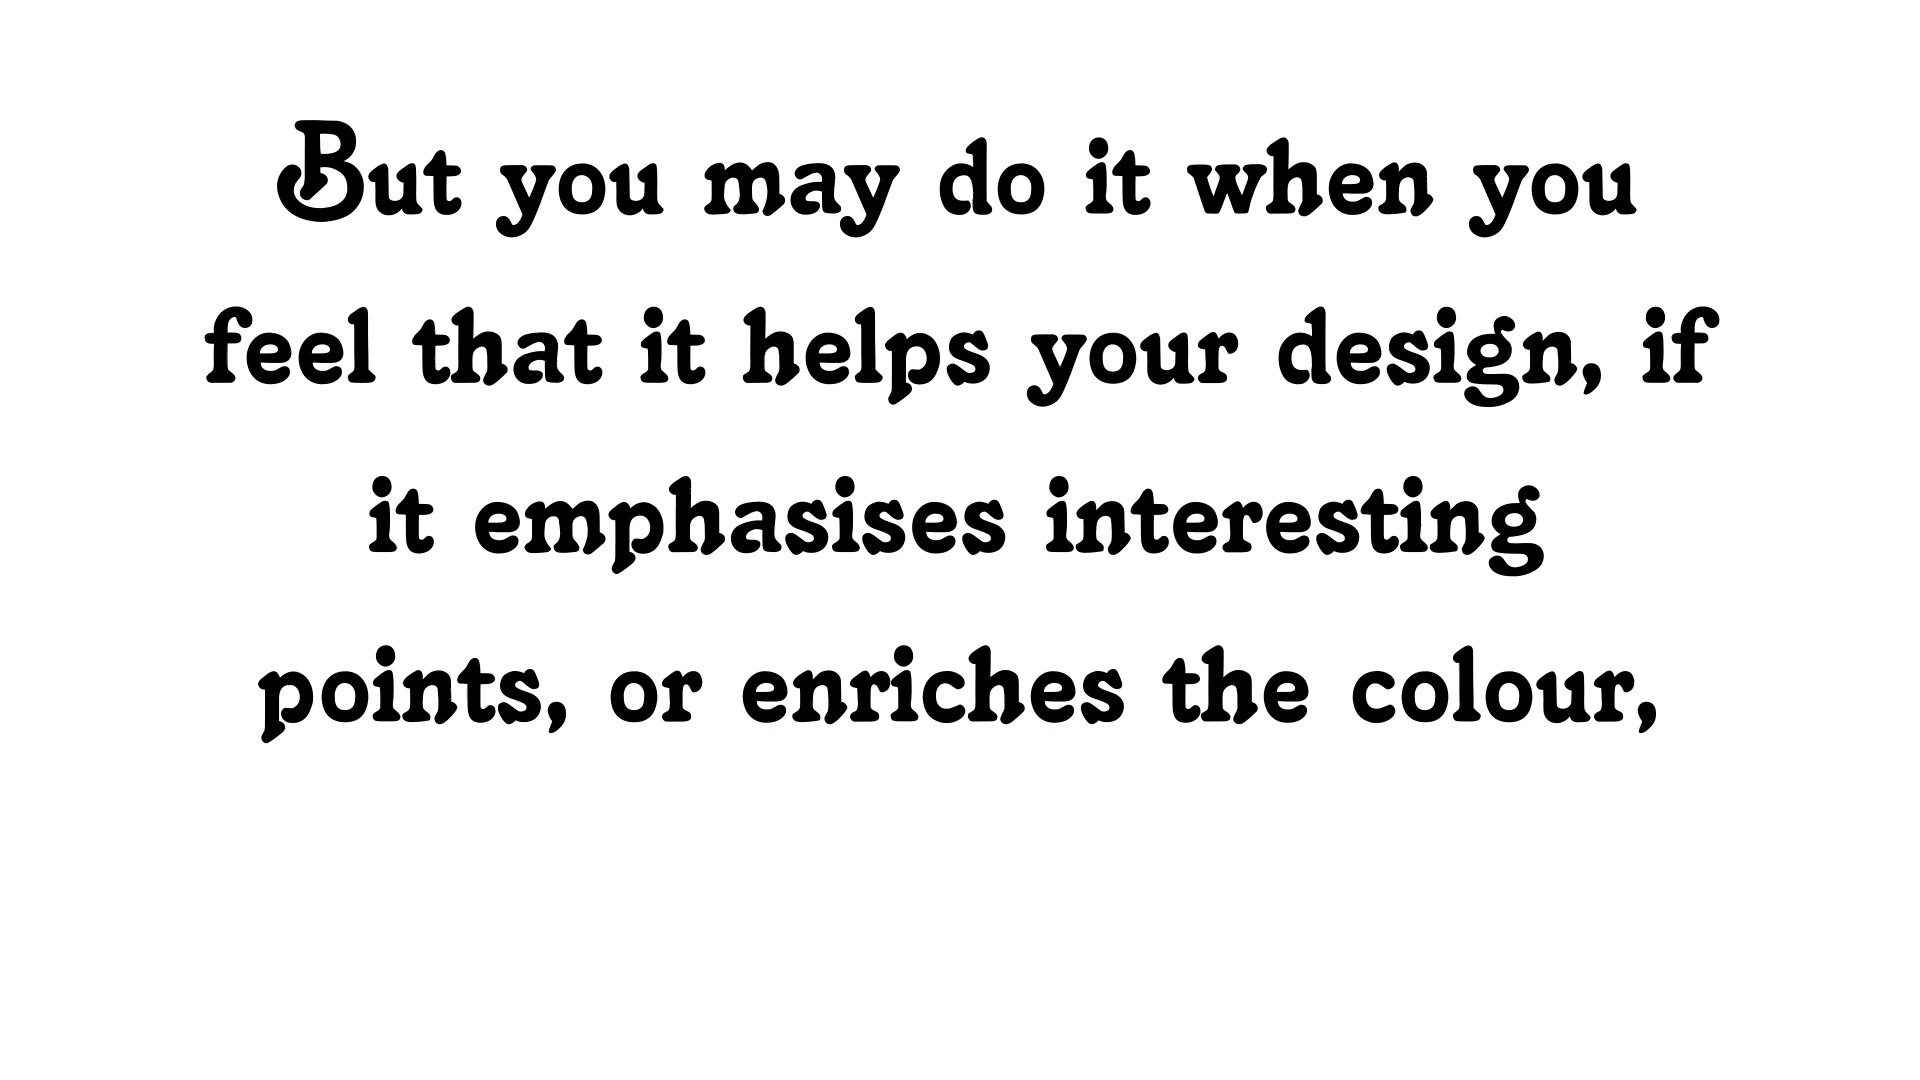 But you may do it when you
feel that it helps your design, if
it emphasises interesting
points, or enriches the colour,